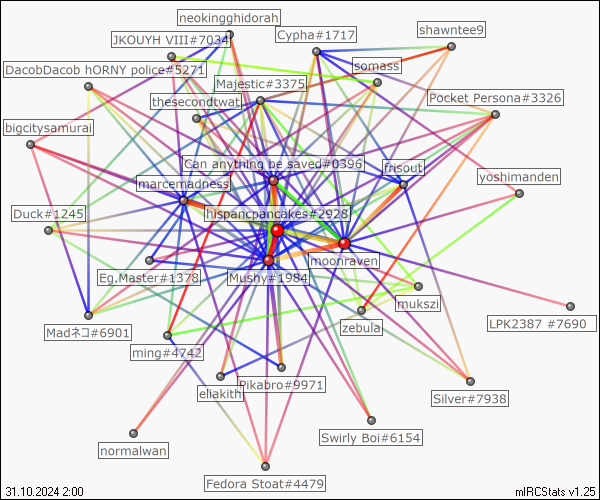 neokingghidorah
JKOUYH VIII#7034
Cypha#1717
shawntee9
DacobDacob hORNY police#5271
somass
Majestic#3375
thesecondtwat
Pocket Persona#3326
bigcitysamurai
Can anything be saved#0396
frisout
yoshimanden
marcemadness
Duck#1245
hispancpancakes#2928
moonraven
Eg.Master#1378
Mushy#1984
mukszi
LPK2387 #7690
Madネコ#6901
zebula
ming#4742
Pikabro#9971
eliakith
Silver#7938
Swirly Boi#6154
normalwan
Fedora Stoat#4479
31.10.2024 2:00
mIRCStats v1.25